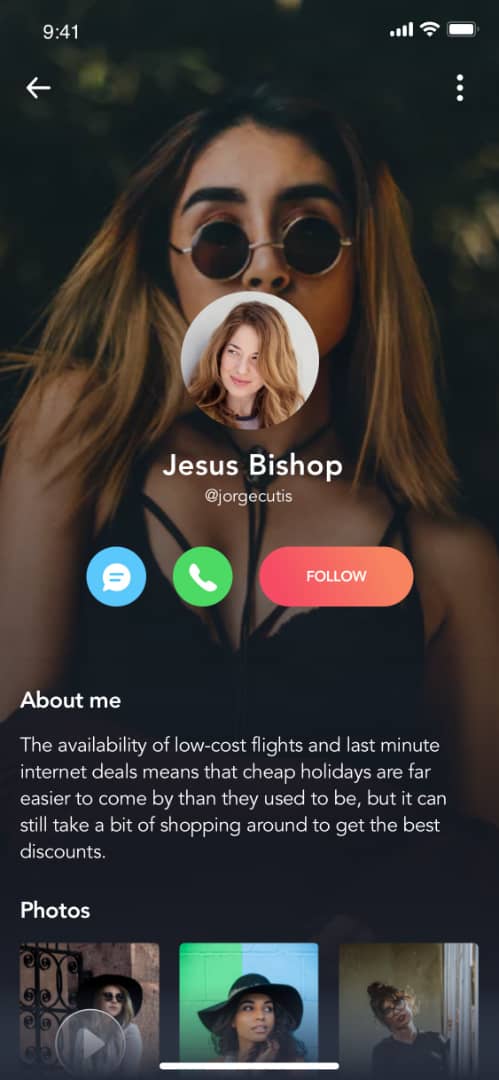 9:41
Jesus Bishop
@jorgecutis
FOLLOW
About me
The availability of low-cost flights and last minute
internet deals means that cheap holidays are far
easier to come by than they used to be, but it can
still take a bit of shopping around to get the best
discounts.
Photos